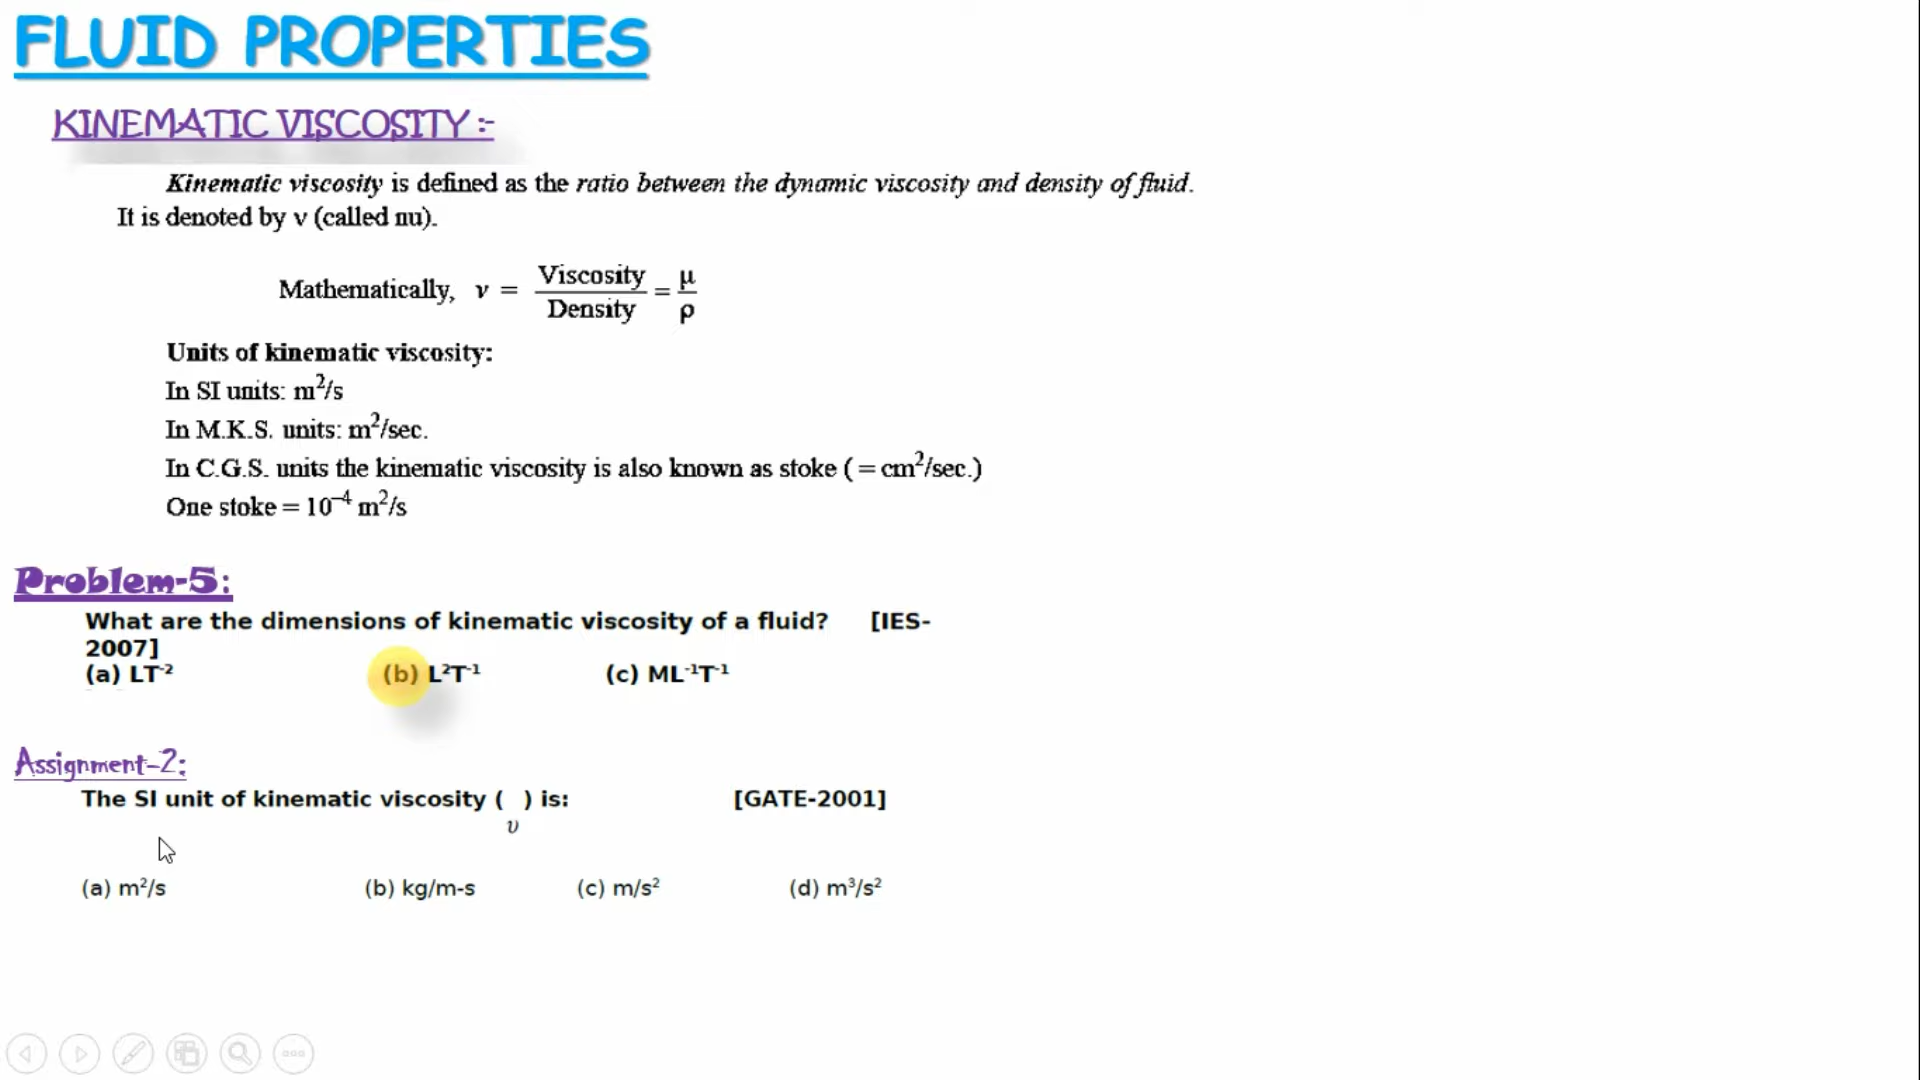 FLUID PROPERTIES
KINEMATIC VISCOSITY :-
Kinematic viscosity is defined as the ratio between the dynamic viscosity and density of fluid.
It is denoted by ν (called nu).
Mathematically, ν = Viscosity/Density = μ/ρ
Units of kinematic viscosity:
In SI units: m²/s
In M.K.S. units: m²/sec.
In C.G.S. units the kinematic viscosity is also known as stoke ( = cm²/sec.)
One stoke = 10⁻⁴ m²/s
Problem-5:
What are the dimensions of kinematic viscosity of a fluid? [IES-
2007]
(a) LT⁻² (b) L²T⁻¹ (c) ML⁻¹T⁻¹
Assignment-2:
The SI unit of kinematic viscosity ( ) is: [GATE-2001]
υ
(a) m²/s (b) kg/m-s (c) m/s² (d) m³/s²